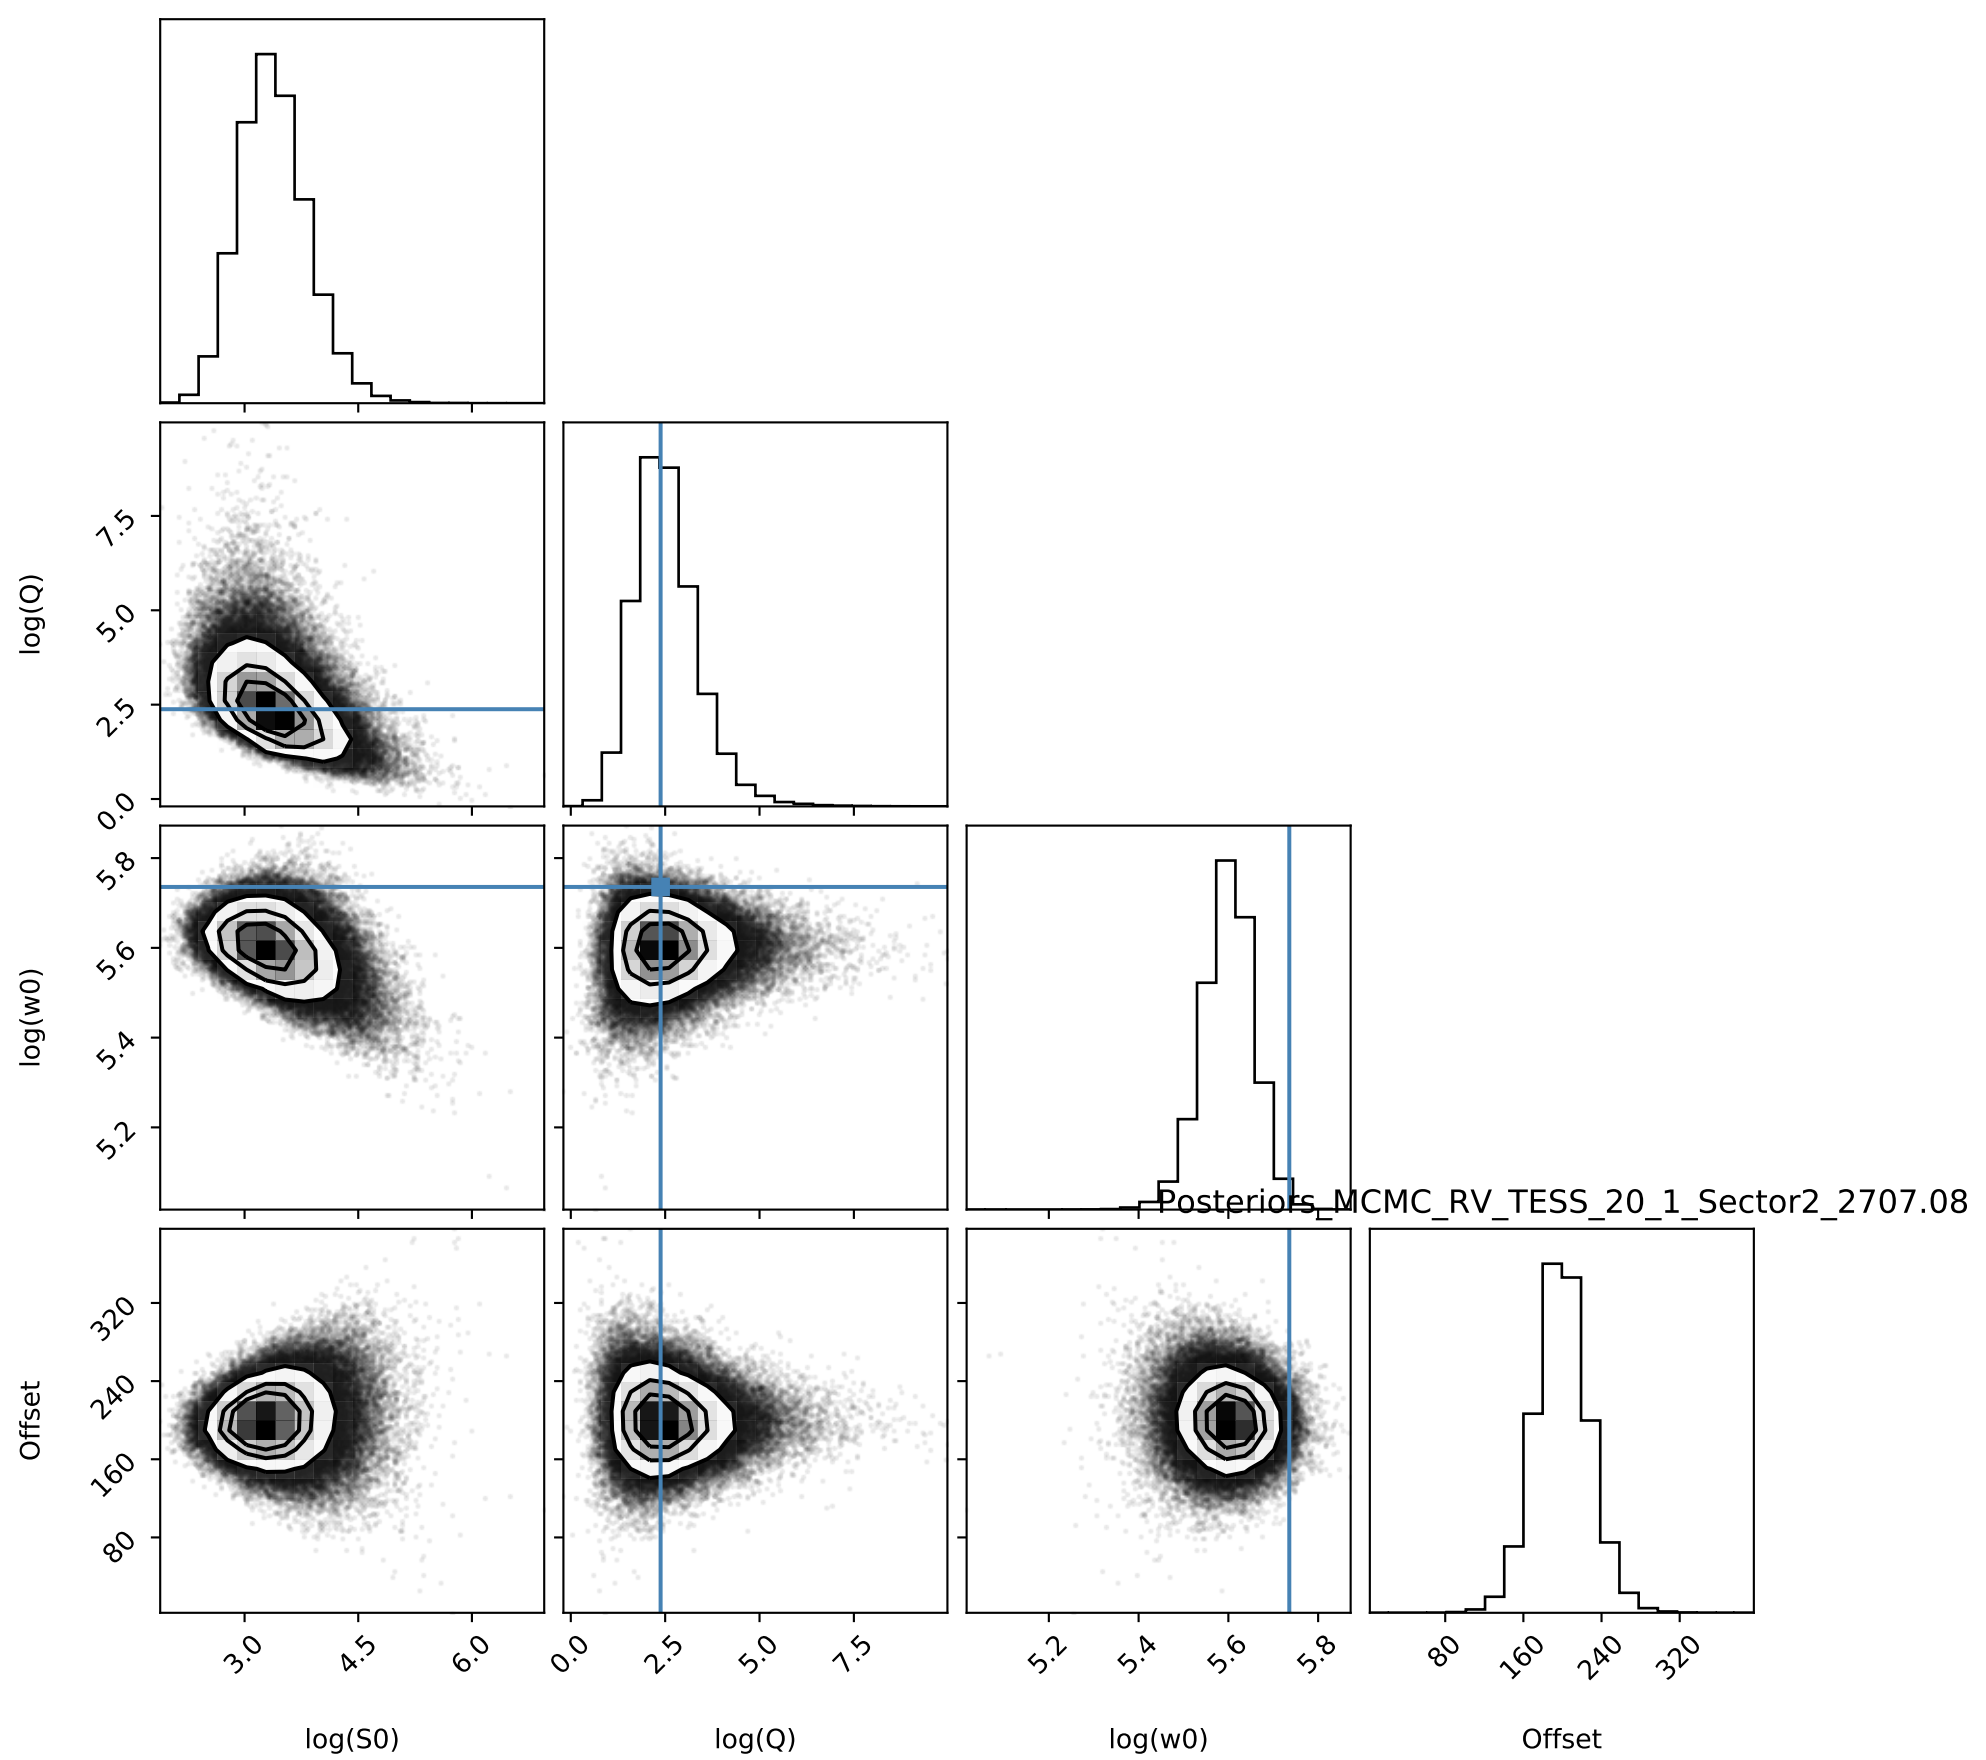 7.5
5.0
2.5
0.0
log(Q)
5.8
5.6
5.4
5.2
log(w0)
Posteriors_MCMC_RV_TESS_20_1_Sector2_2707.08
320
240
160
80
Offset
3.0 4.5 6.0 0.0 2.5 5.0 7.5 5.2 5.4 5.6 5.8 80 160 240 320
log(S0) log(Q) log(w0) Offset